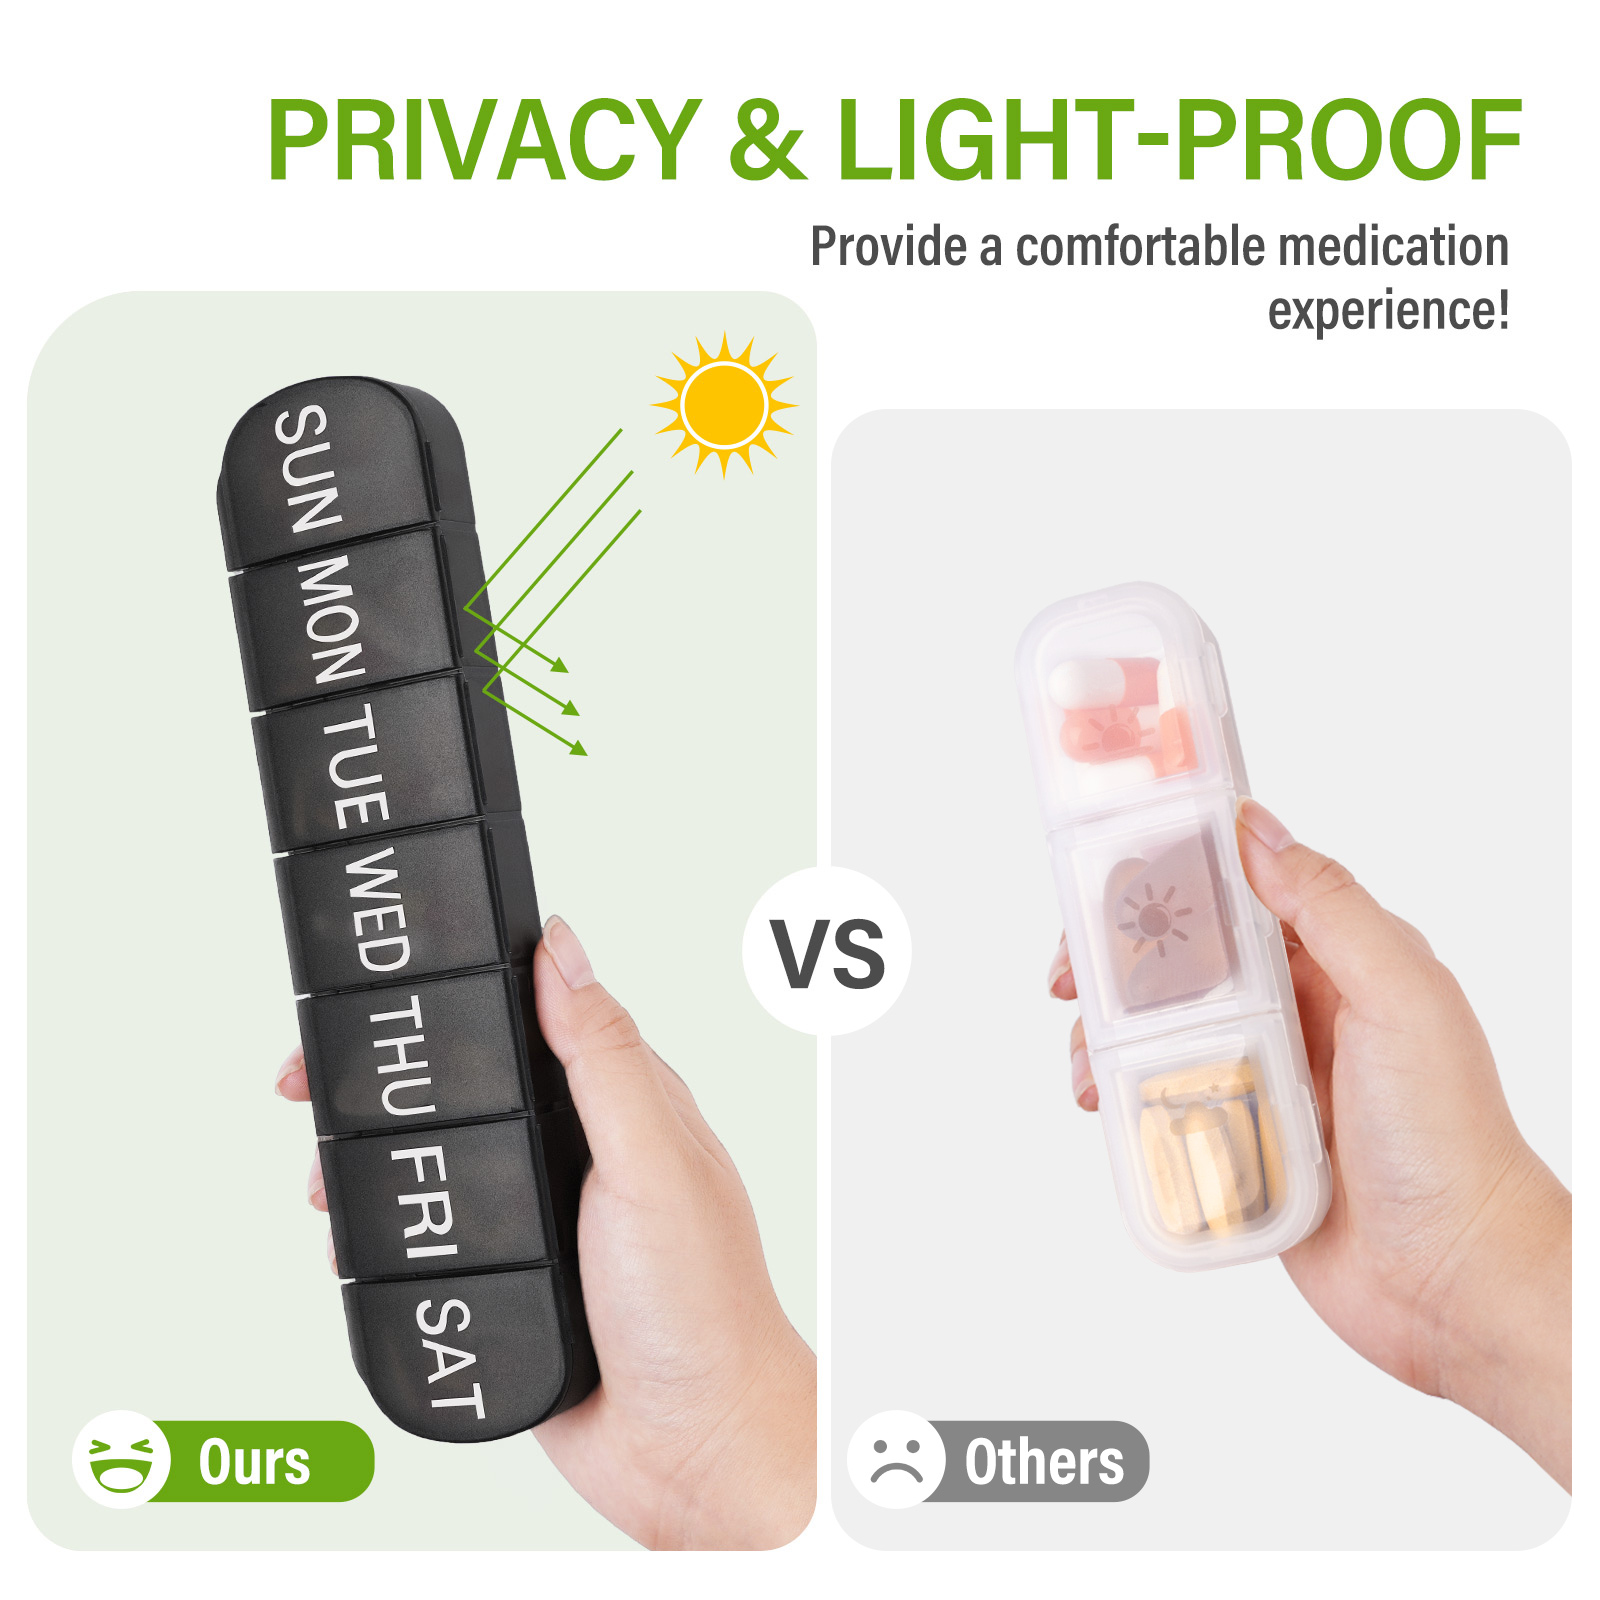 PRIVACY & LIGHT-PROOF
Provide a comfortable medication
experience!
SUN
MON
TUE
WED
THU
FRI
SAT
VS
Ours
Others